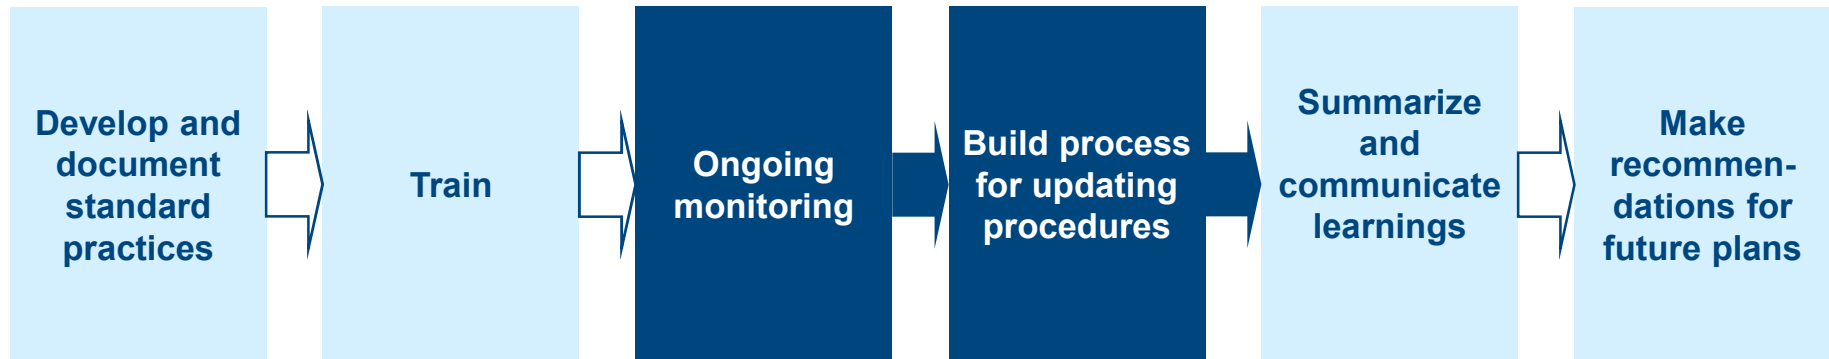 Develop and
document
standard
practices
Train
Ongoing
monitoring
Build process
for updating
procedures
Summarize
and
communicate
learnings
Make
recommen-
dations for
future plans